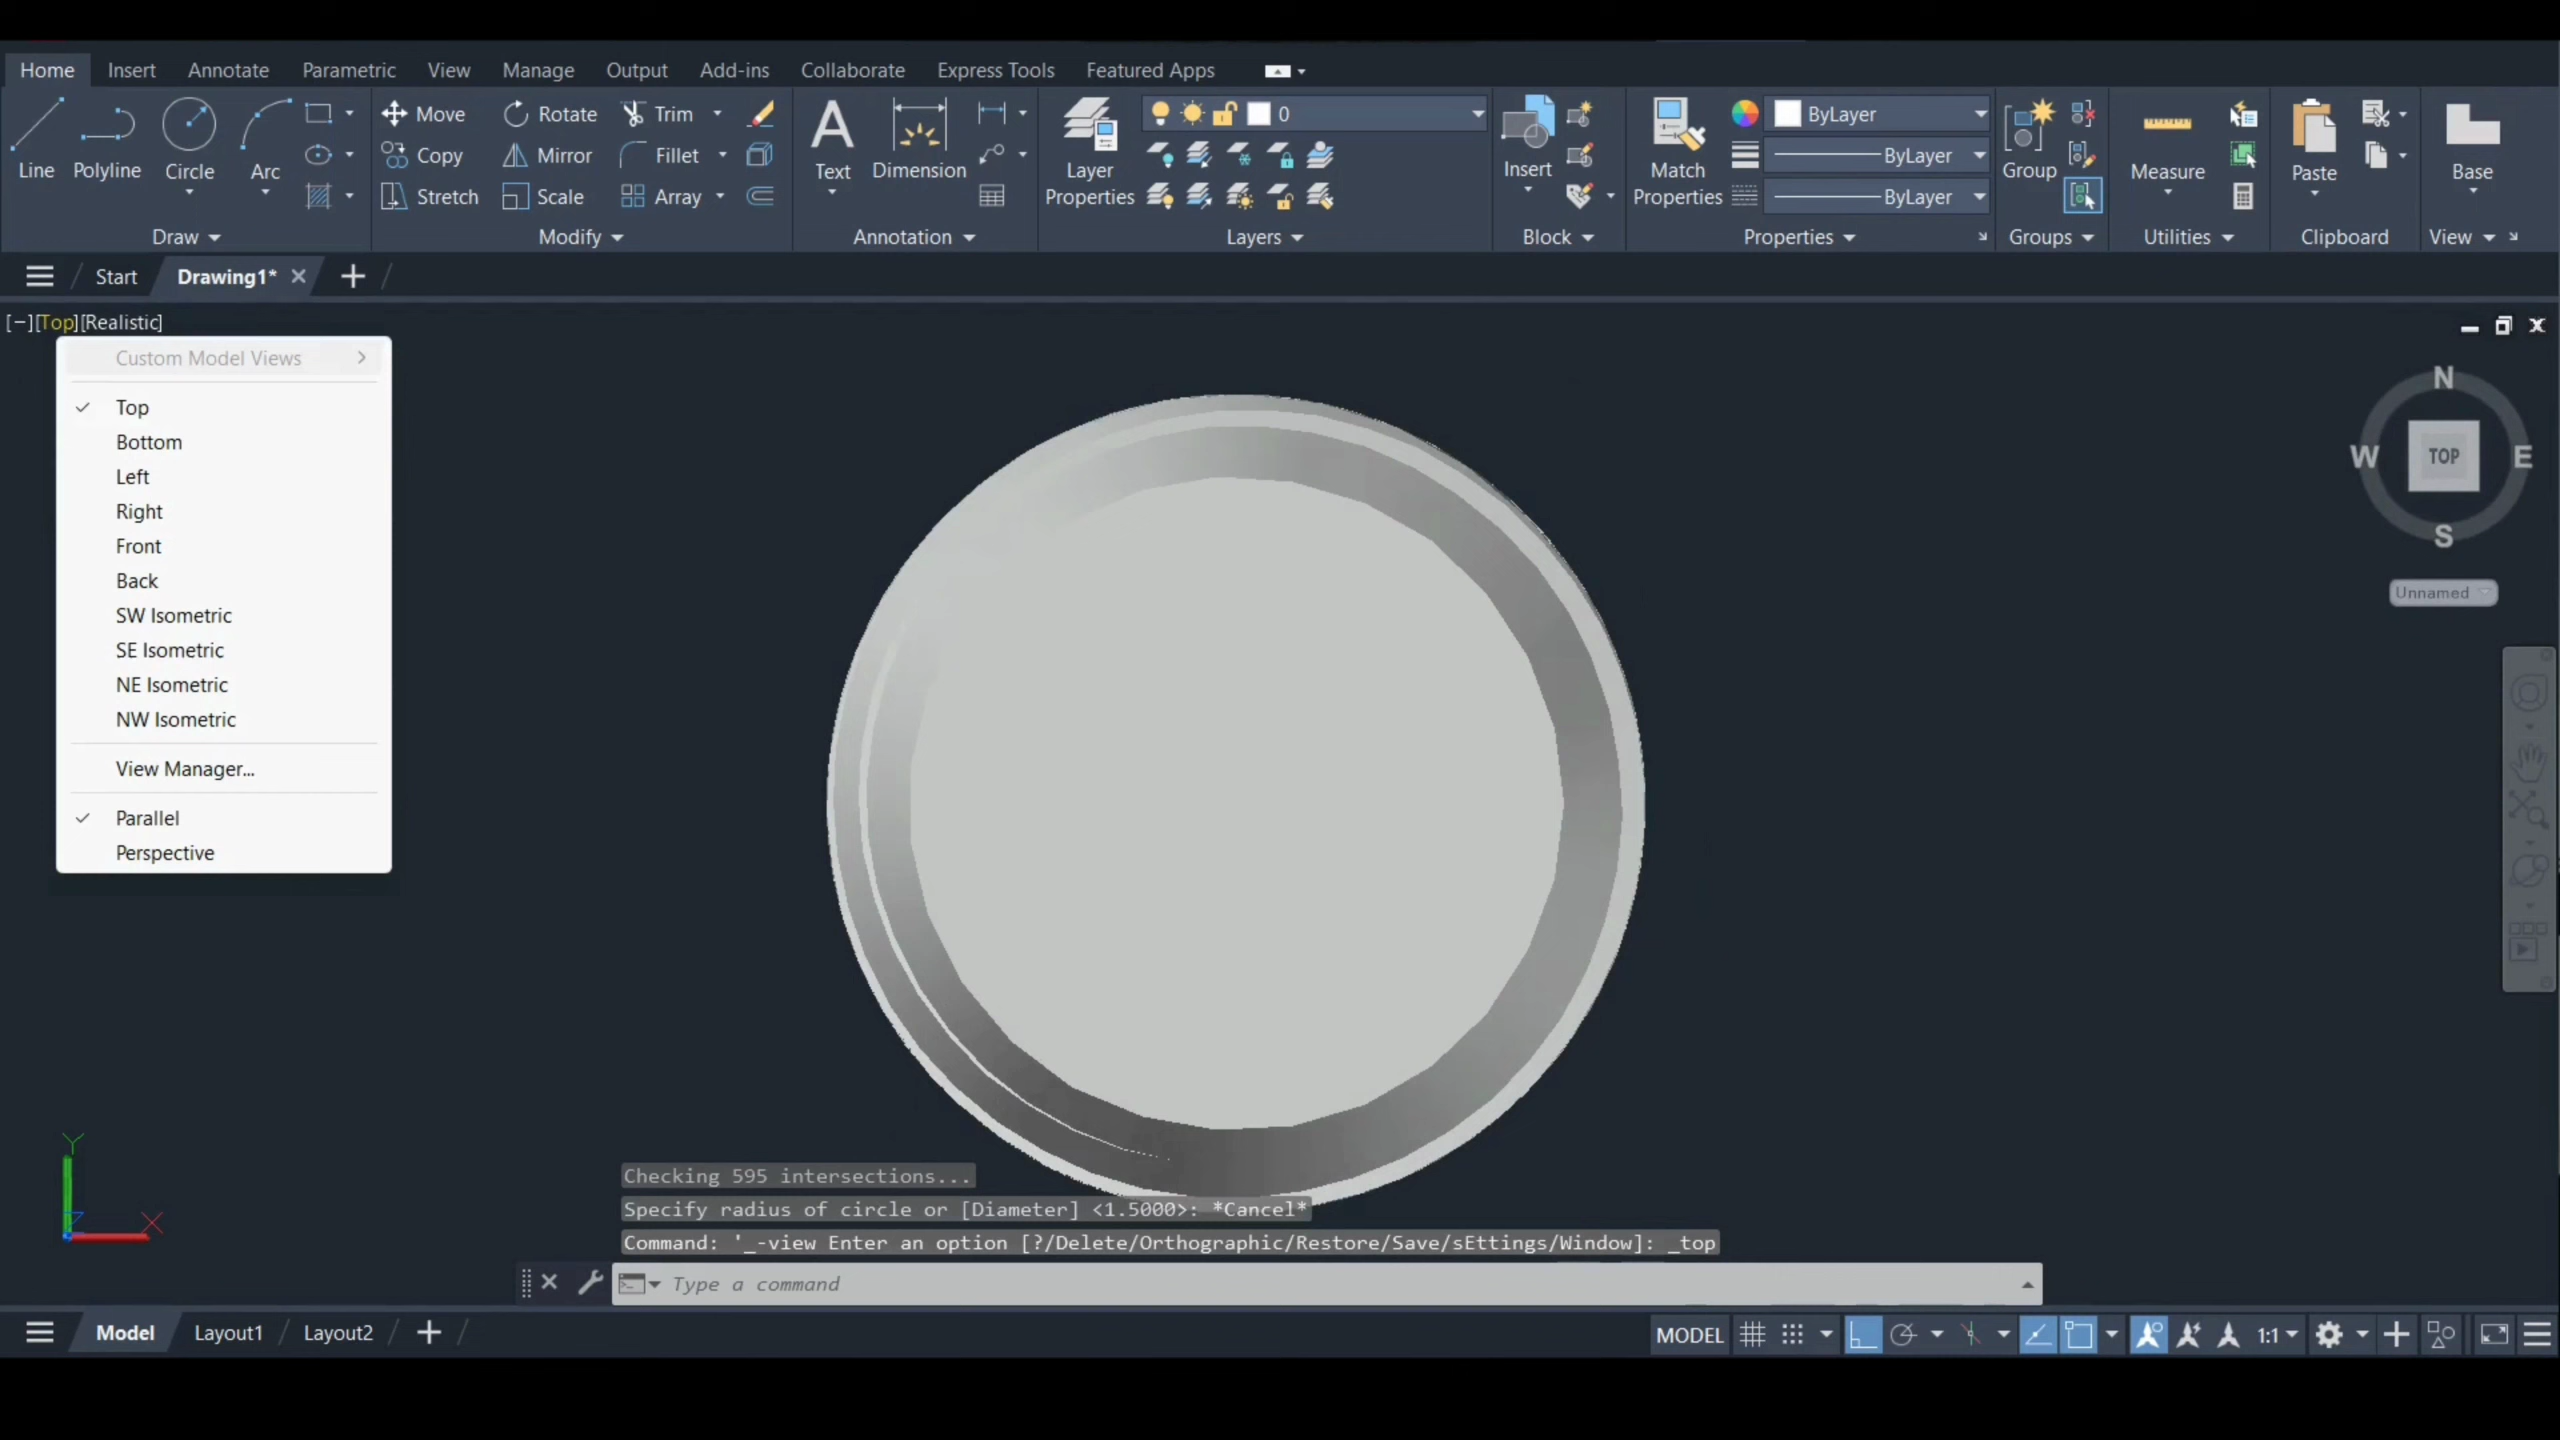 Home Insert Annotate Parametric View Manage Output Add-ins Collaborate Express Tools Featured Apps
Line Polyline Circle Arc
Move Rotate Trim
Copy Mirror Fillet
Stretch Scale Array
A Text Dimension
Layer Properties
0
Insert
Match Properties
ByLayer
ByLayer
ByLayer
Group Measure Paste Base
Draw Modify Annotation Layers Block Properties Groups Utilities Clipboard View
Start Drawing1*
[−][Top][Realistic]
Custom Model Views
Top
Bottom
Left
Right
Front
Back
SW Isometric
SE Isometric
NE Isometric
NW Isometric
View Manager...
Parallel
Perspective
N
W TOP E
S
Unnamed
Y
Z
X
Checking 595 intersections...
Specify radius of circle or [Diameter] <1.5000>: *Cancel*
Command: '_-view Enter an option [?/Delete/Orthographic/Restore/Save/sEttings/Window]: _top
Type a command
Model Layout1 Layout2
MODEL 1:1